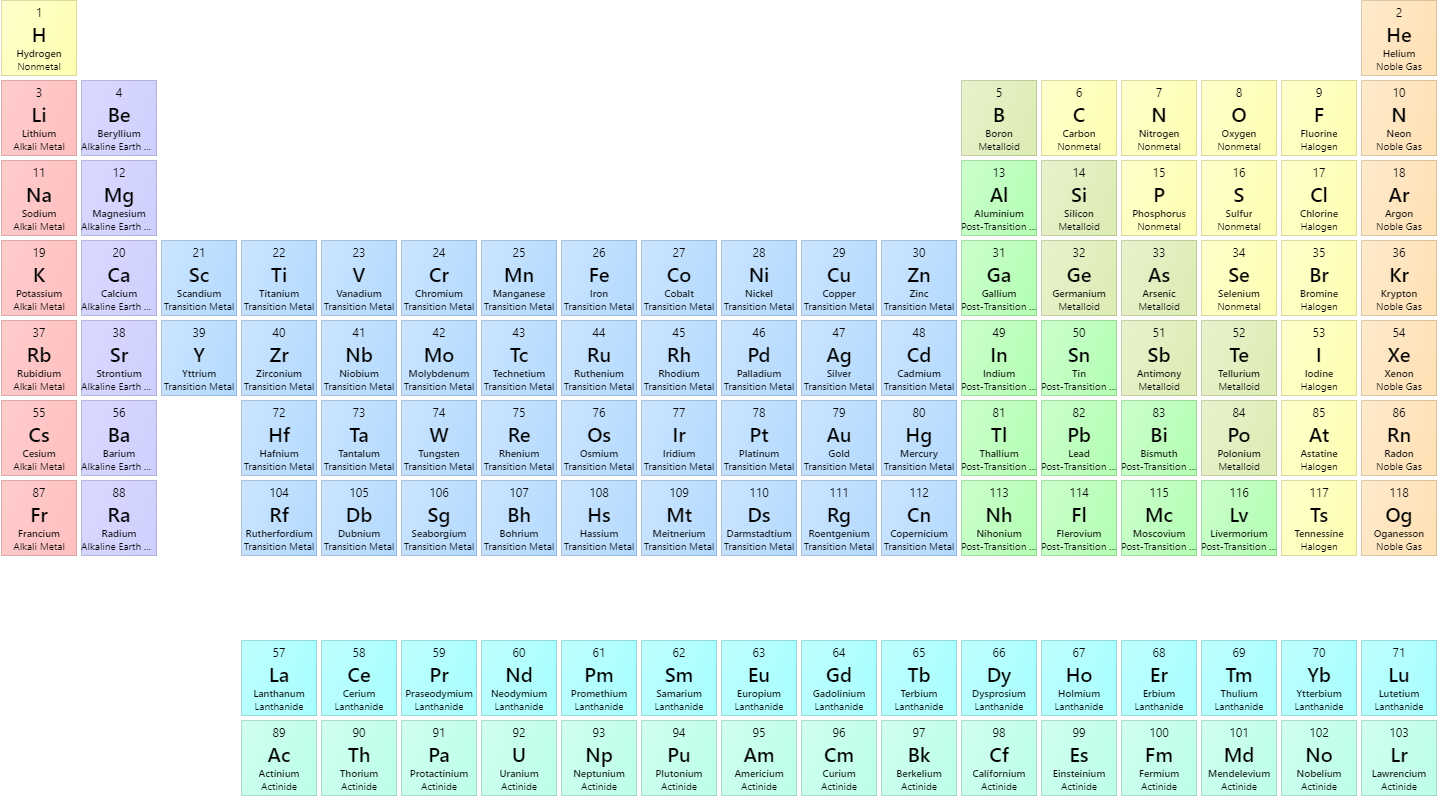 1 2
H He
Hydrogen Helium
Nonmetal Noble Gas
3 4 5 6 7 8 9 10
Li Be B C N O F N
Lithium Beryllium Boron Carbon Nitrogen Oxygen Fluorine Neon
Alkali Metal Alkaline Earth ... Metalloid Nonmetal Nonmetal Nonmetal Halogen Noble Gas
11 12 13 14 15 16 17 18
Na Mg Al Si P S Cl Ar
Sodium Magnesium Aluminium Silicon Phosphorus Sulfur Chlorine Argon
Alkali Metal Alkaline Earth ... Post-Transition ... Metalloid Nonmetal Nonmetal Halogen Noble Gas
19 20 21 22 23 24 25 26 27 28 29 30 31 32 33 34 35 36
K Ca Sc Ti V Cr Mn Fe Co Ni Cu Zn Ga Ge As Se Br Kr
Potassium Calcium Scandium Titanium Vanadium Chromium Manganese Iron Cobalt Nickel Copper Zinc Gallium Germanium Arsenic Selenium Bromine Krypton
Alkali Metal Alkaline Earth ... Transition Metal Transition Metal Transition Metal Transition Metal Transition Metal Transition Metal Transition Metal Transition Metal Transition Metal Transition Metal Post-Transition ... Metalloid Metalloid Nonmetal Halogen Noble Gas
37 38 39 40 41 42 43 44 45 46 47 48 49 50 51 52 53 54
Rb Sr Y Zr Nb Mo Tc Ru Rh Pd Ag Cd In Sn Sb Te I Xe
Rubidium Strontium Yttrium Zirconium Niobium Molybdenum Technetium Ruthenium Rhodium Palladium Silver Cadmium Indium Tin Antimony Tellurium Iodine Xenon
Alkali Metal Alkaline Earth ... Transition Metal Transition Metal Transition Metal Transition Metal Transition Metal Transition Metal Transition Metal Transition Metal Transition Metal Transition Metal Post-Transition ... Post-Transition ... Metalloid Metalloid Halogen Noble Gas
55 56 72 73 74 75 76 77 78 79 80 81 82 83 84 85 86
Cs Ba Hf Ta W Re Os Ir Pt Au Hg Tl Pb Bi Po At Rn
Cesium Barium Hafnium Tantalum Tungsten Rhenium Osmium Iridium Platinum Gold Mercury Thallium Lead Bismuth Polonium Astatine Radon
Alkali Metal Alkaline Earth ... Transition Metal Transition Metal Transition Metal Transition Metal Transition Metal Transition Metal Transition Metal Transition Metal Transition Metal Post-Transition ... Post-Transition ... Post-Transition ... Metalloid Halogen Noble Gas
87 88 104 105 106 107 108 109 110 111 112 113 114 115 116 117 118
Fr Ra Rf Db Sg Bh Hs Mt Ds Rg Cn Nh Fl Mc Lv Ts Og
Francium Radium Rutherfordium Dubnium Seaborgium Bohrium Hassium Meitnerium Darmstadtium Roentgenium Copernicium Nihonium Flerovium Moscovium Livermorium Tennessine Oganesson
Alkali Metal Alkaline Earth ... Transition Metal Transition Metal Transition Metal Transition Metal Transition Metal Transition Metal Transition Metal Transition Metal Transition Metal Post-Transition ... Post-Transition ... Post-Transition ... Post-Transition ... Halogen Noble Gas
57 58 59 60 61 62 63 64 65 66 67 68 69 70 71
La Ce Pr Nd Pm Sm Eu Gd Tb Dy Ho Er Tm Yb Lu
Lanthanum Cerium Praseodymium Neodymium Promethium Samarium Europium Gadolinium Terbium Dysprosium Holmium Erbium Thulium Ytterbium Lutetium
Lanthanide Lanthanide Lanthanide Lanthanide Lanthanide Lanthanide Lanthanide Lanthanide Lanthanide Lanthanide Lanthanide Lanthanide Lanthanide Lanthanide Lanthanide
89 90 91 92 93 94 95 96 97 98 99 100 101 102 103
Ac Th Pa U Np Pu Am Cm Bk Cf Es Fm Md No Lr
Actinium Thorium Protactinium Uranium Neptunium Plutonium Americium Curium Berkelium Californium Einsteinium Fermium Mendelevium Nobelium Lawrencium
Actinide Actinide Actinide Actinide Actinide Actinide Actinide Actinide Actinide Actinide Actinide Actinide Actinide Actinide Actinide